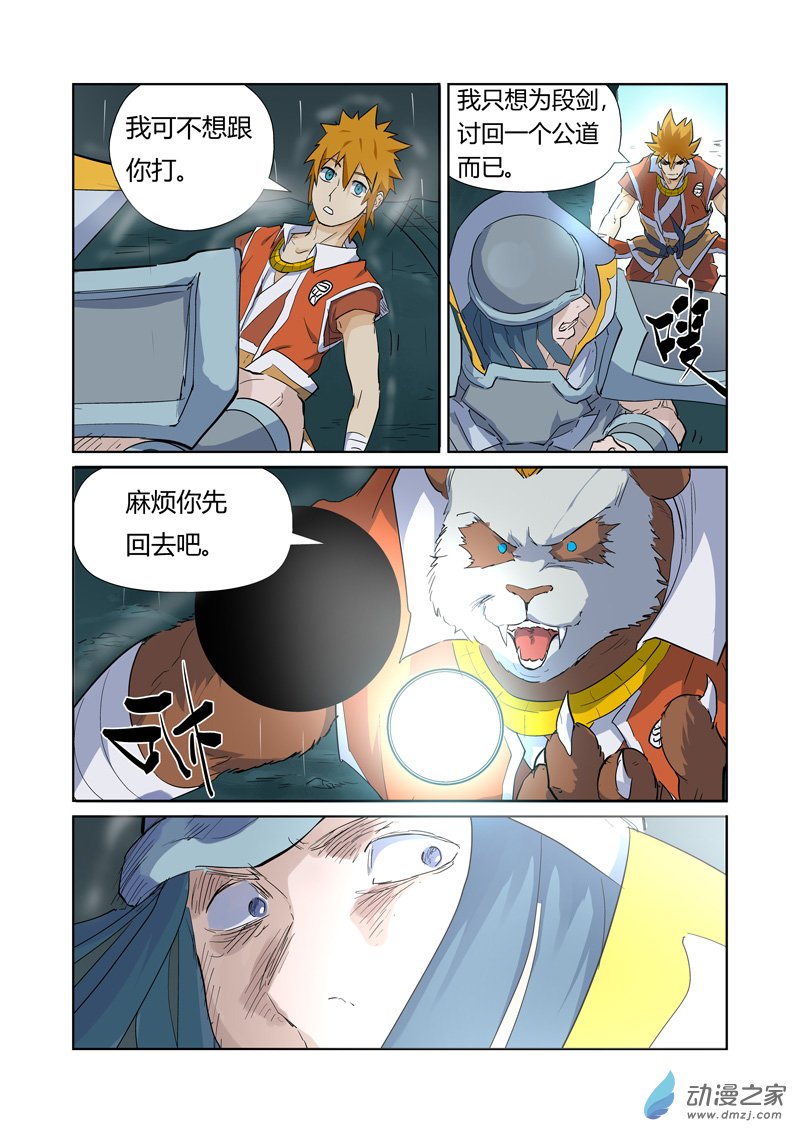 我可不想跟
你打。
我只想为段剑，
讨回一个公道
而已。
嗖
麻烦你先
回去吧。
动漫之家
www.dmzj.com